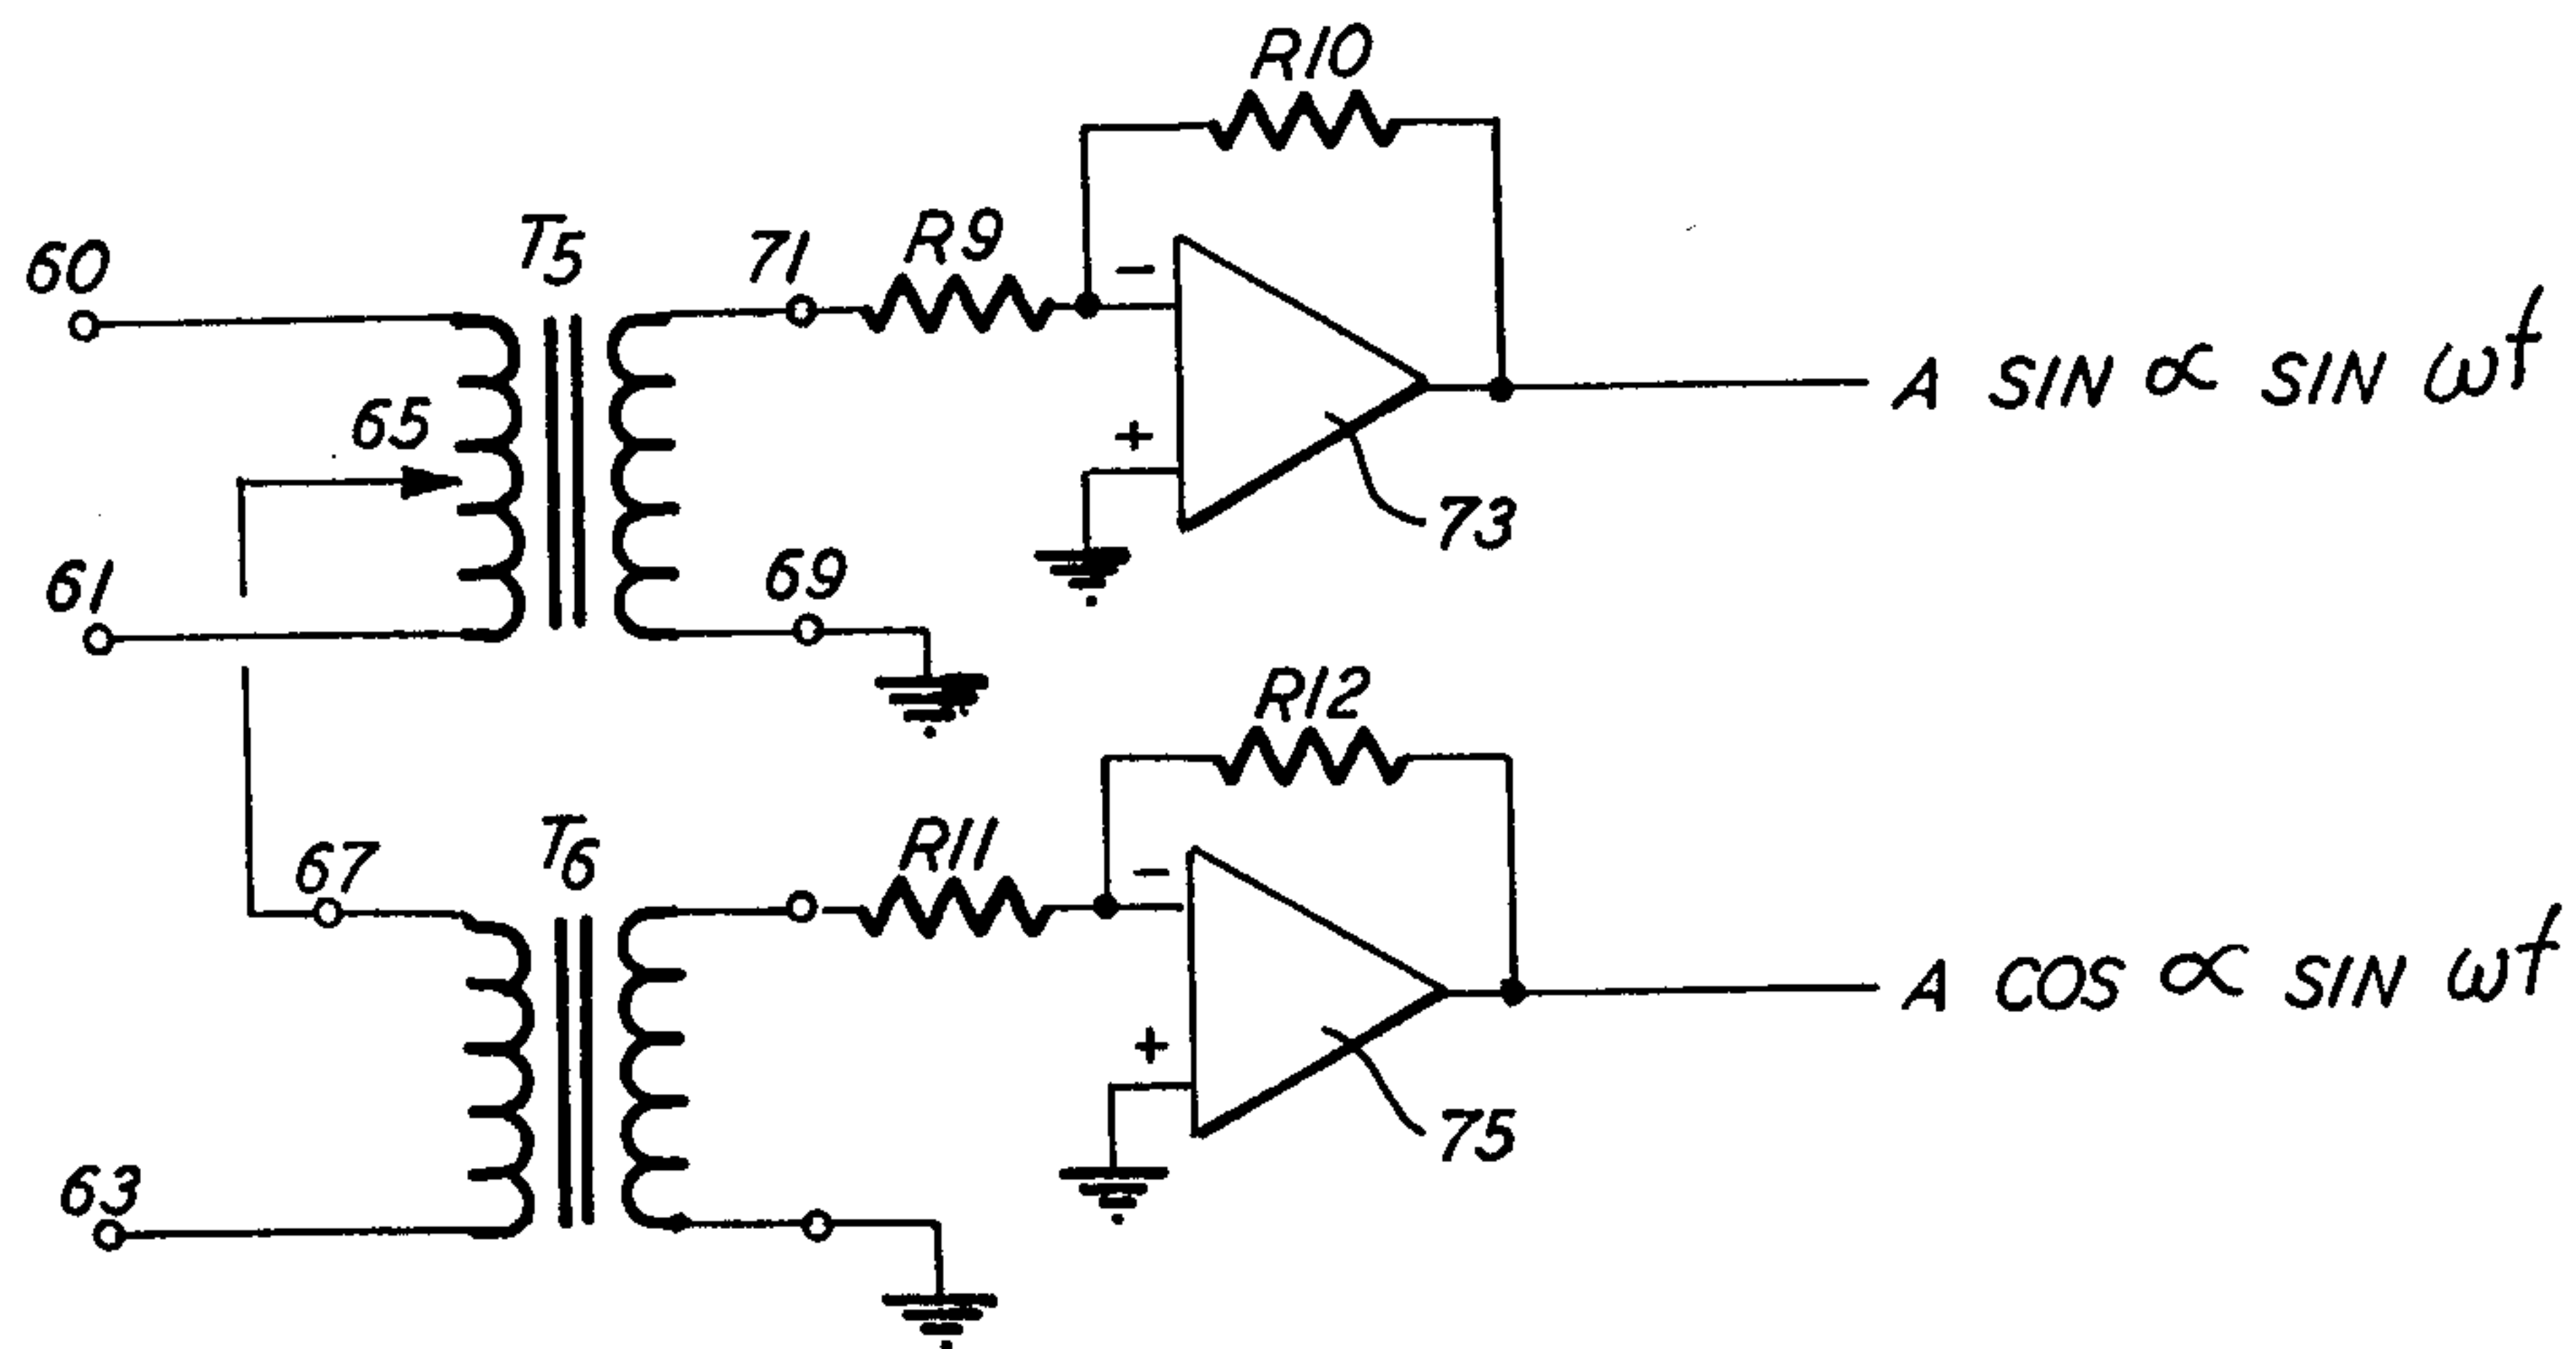 R10
T5
71
R9
60
-
65
A SIN ∝ SIN ωt
+
73
61
69
R12
T6
R11
67
-
A COS ∝ SIN ωt
+
75
63